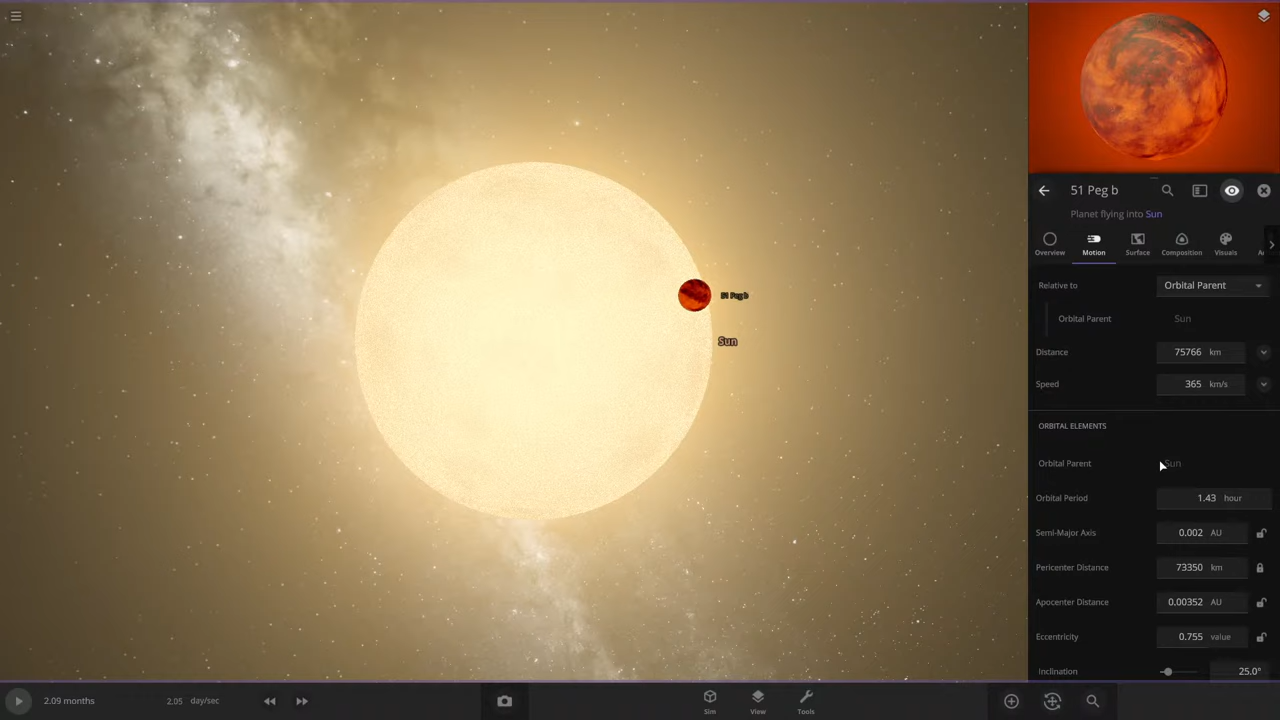 51 Peg b
Planet flying into Sun
Overview
Motion
Surface
Composition
Visuals
Relative to
Orbital Parent
Orbital Parent
Sun
Distance
75766 km
Speed
365 km/s
ORBITAL ELEMENTS
Orbital Parent
Sun
Orbital Period
1.43 hour
Semi-Major Axis
0.002 AU
Pericenter Distance
73350 km
Apocenter Distance
0.00352 AU
Eccentricity
0.755 value
Inclination
25.0°
51 Peg b
Sun
2.09 months
2.05 day/sec
Sim
View
Tools